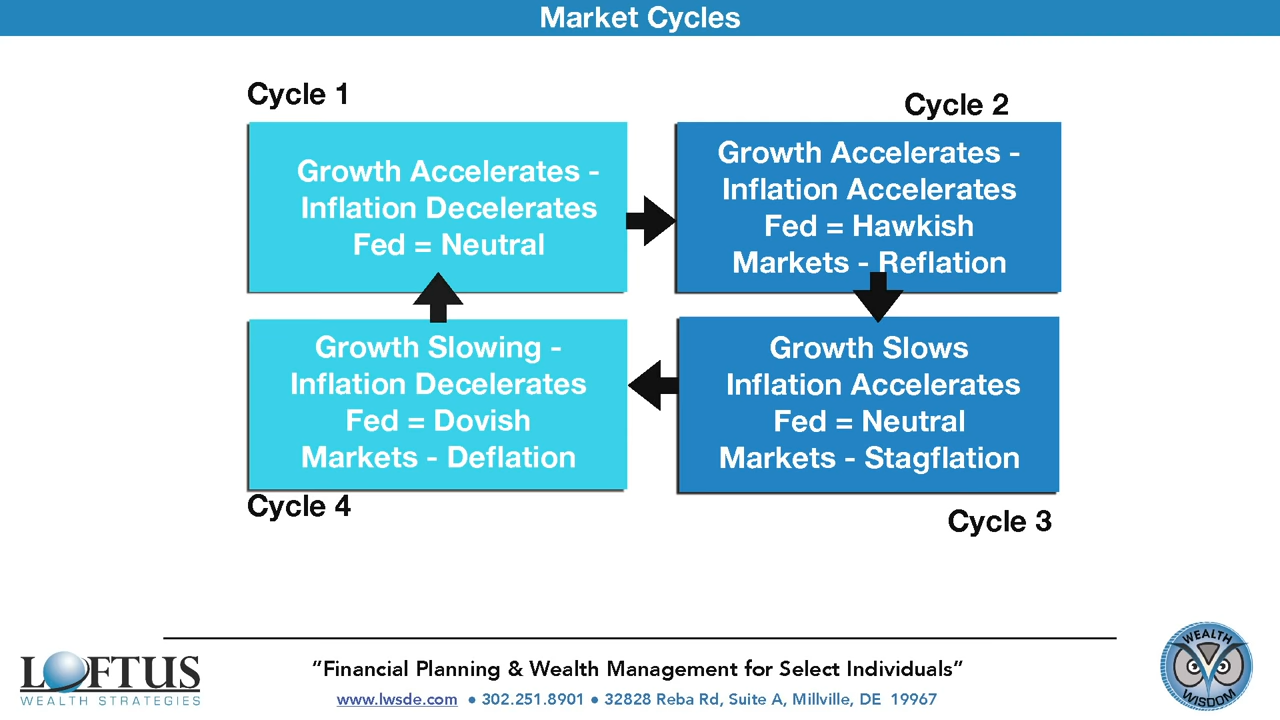 Market Cycles
Cycle 1
Growth Accelerates -
Inflation Decelerates
Fed = Neutral
Cycle 2
Growth Accelerates -
Inflation Accelerates
Fed = Hawkish
Markets - Reflation
Growth Slowing -
Inflation Decelerates
Fed = Dovish
Markets - Deflation
Cycle 4
Growth Slows
Inflation Accelerates
Fed = Neutral
Markets - Stagflation
Cycle 3
LOFTUS
WEALTH STRATEGIES
"Financial Planning & Wealth Management for Select Individuals"
www.lwsde.com ● 302.251.8901 ● 32828 Reba Rd, Suite A, Millville, DE 19967
WEALTH
WISDOM